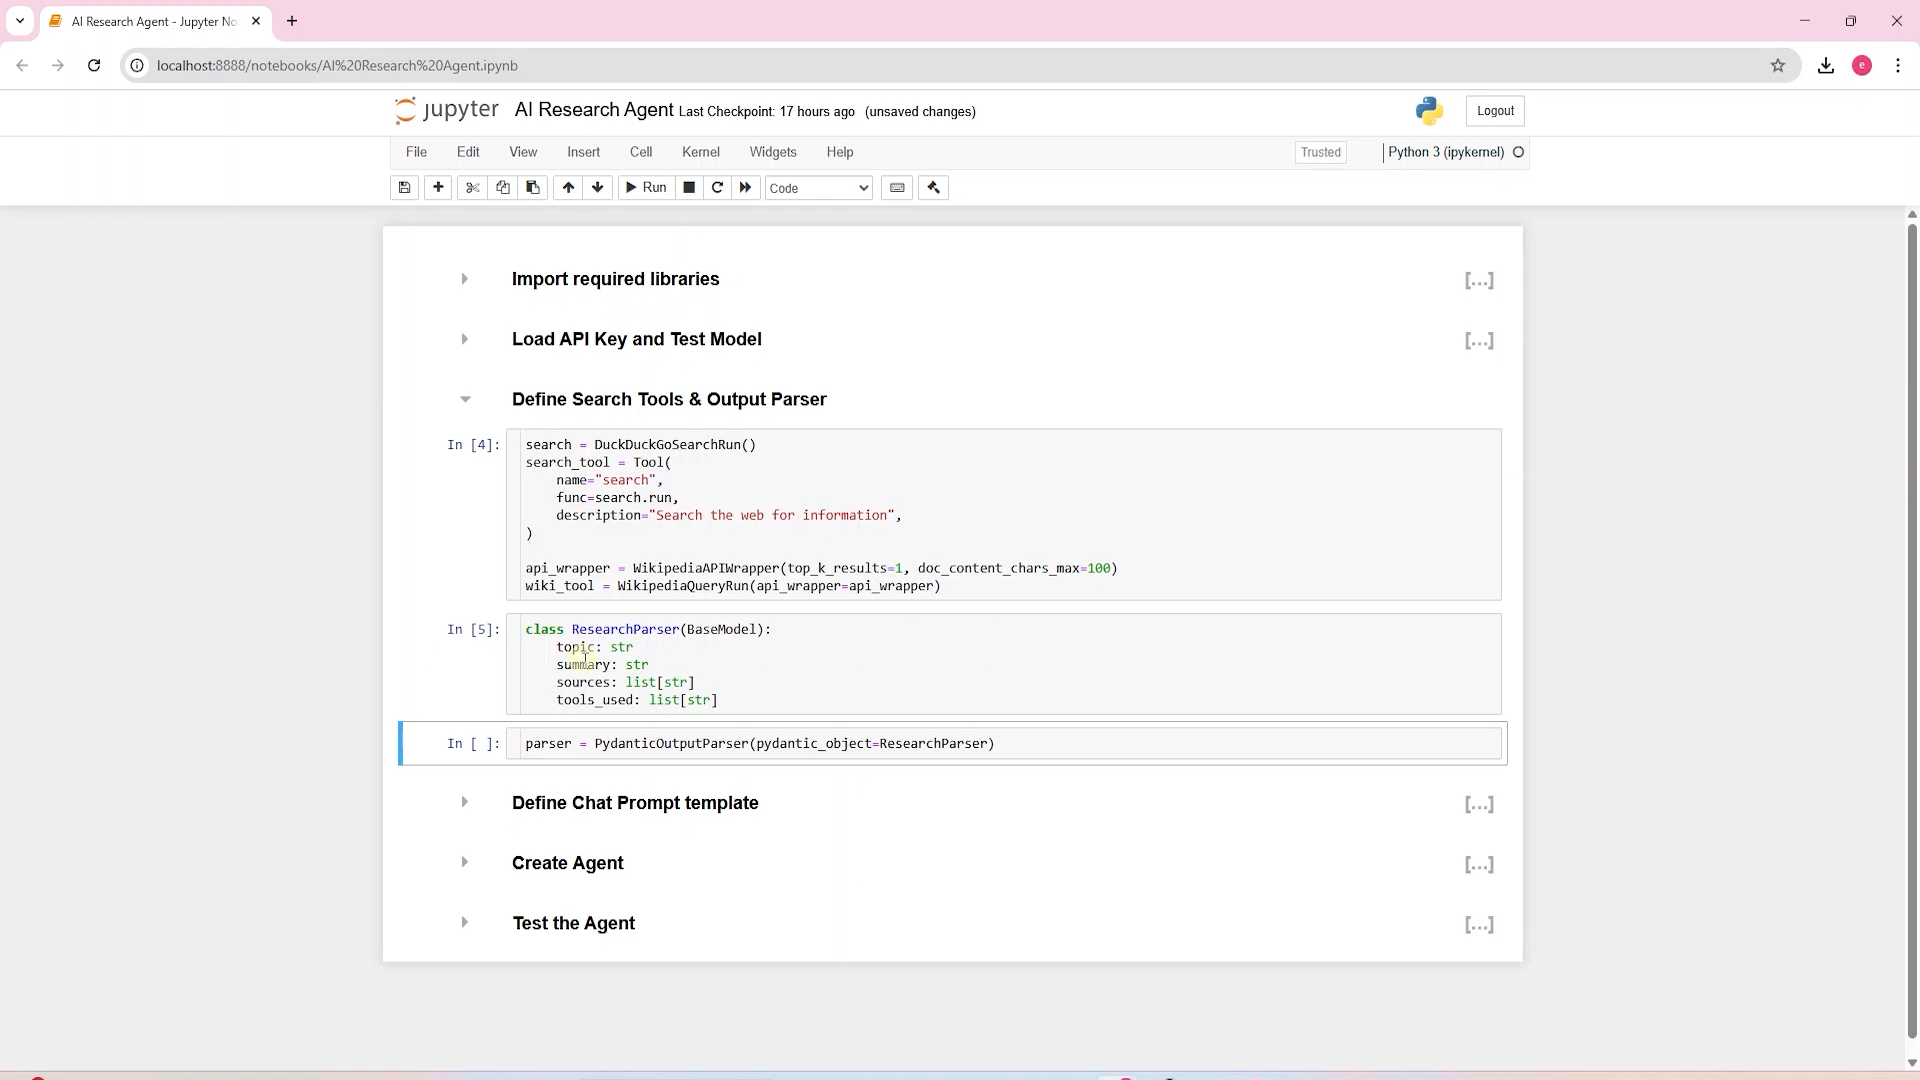 AI Research Agent - Jupyter No
localhost:8888/notebooks/AI%20Research%20Agent.ipynb
e
jupyter AI Research Agent Last Checkpoint: 17 hours ago (unsaved changes)
Logout
File Edit View Insert Cell Kernel Widgets Help
Trusted
Python 3 (ipykernel)
Run
Code
Import required libraries
[...]
Load API Key and Test Model
[...]
Define Search Tools & Output Parser
In [4]:
search = DuckDuckGoSearchRun()
search_tool = Tool(
    name="search",
    func=search.run,
    description="Search the web for information",
)
api_wrapper = WikipediaAPIWrapper(top_k_results=1, doc_content_chars_max=100)
wiki_tool = WikipediaQueryRun(api_wrapper=api_wrapper)
In [5]:
class ResearchParser(BaseModel):
    topic: str
    summary: str
    sources: list[str]
    tools_used: list[str]
In [ ]:
parser = PydanticOutputParser(pydantic_object=ResearchParser)
Define Chat Prompt template
[...]
Create Agent
[...]
Test the Agent
[...]